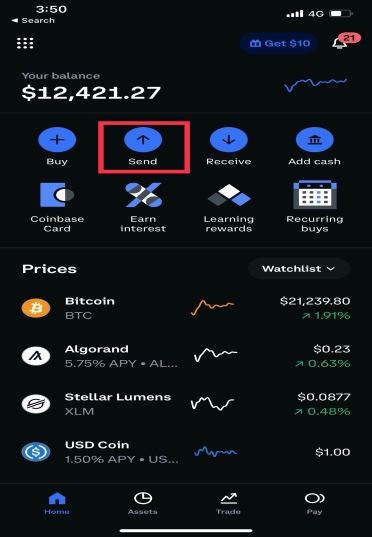 3:50
4G
Search
Get $10
21
Your balance
$12,421.27
Buy
Send
Receive
Add cash
Coinbase
Card
Earn
interest
Learning
rewards
Recurring
buys
Prices
Watchlist
Bitcoin
$21,239.80
BTC
↗ 1.91%
Algorand
$0.23
5.75% APY • AL...
↗ 0.63%
Stellar Lumens
$0.0877
XLM
↗ 0.48%
USD Coin
$1.00
1.50% APY • US...
Home
Assets
Trade
Pay